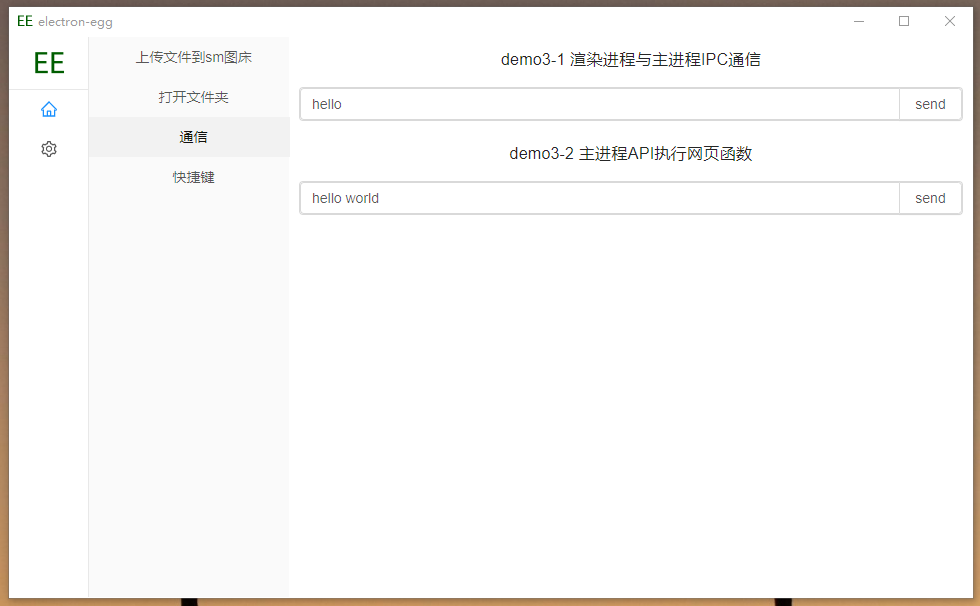 EE electron-egg
EE
上传文件到sm图床
打开文件夹
通信
快捷键
demo3-1 渲染进程与主进程IPC通信
hello send
demo3-2 主进程API执行网页函数
hello world send